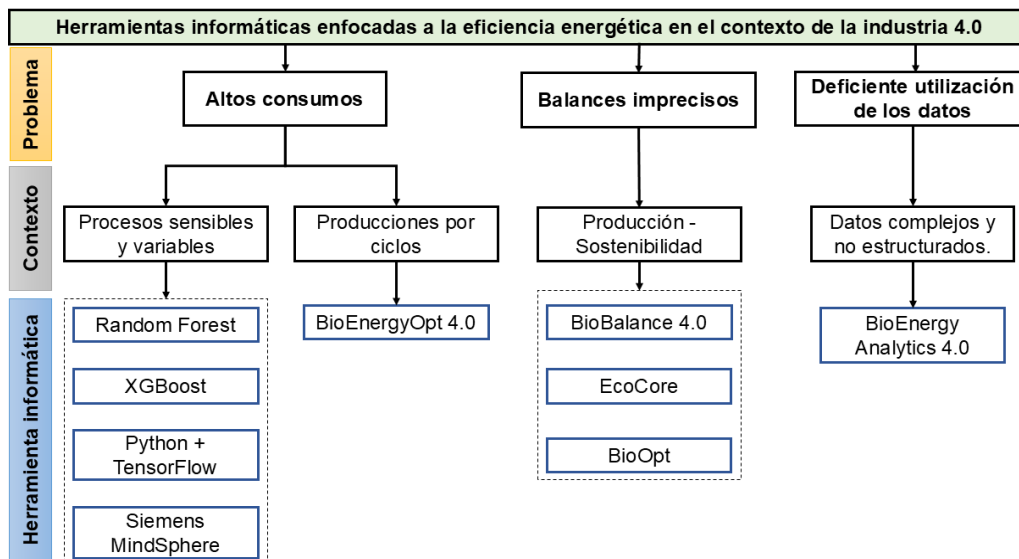 Herramientas informáticas enfocadas a la eficiencia energética en el contexto de la industria 4.0
Problema
Altos consumos
Balances imprecisos
Deficiente utilización
de los datos
Contexto
Procesos sensibles
y variables
Producciones por
ciclos
Producción -
Sostenibilidad
Datos complejos y
no estructurados.
Herramienta informática
Random Forest
XGBoost
Python +
TensorFlow
Siemens
MindSphere
BioEnergyOpt 4.0
BioBalance 4.0
EcoCore
BioOpt
BioEnergy
Analytics 4.0